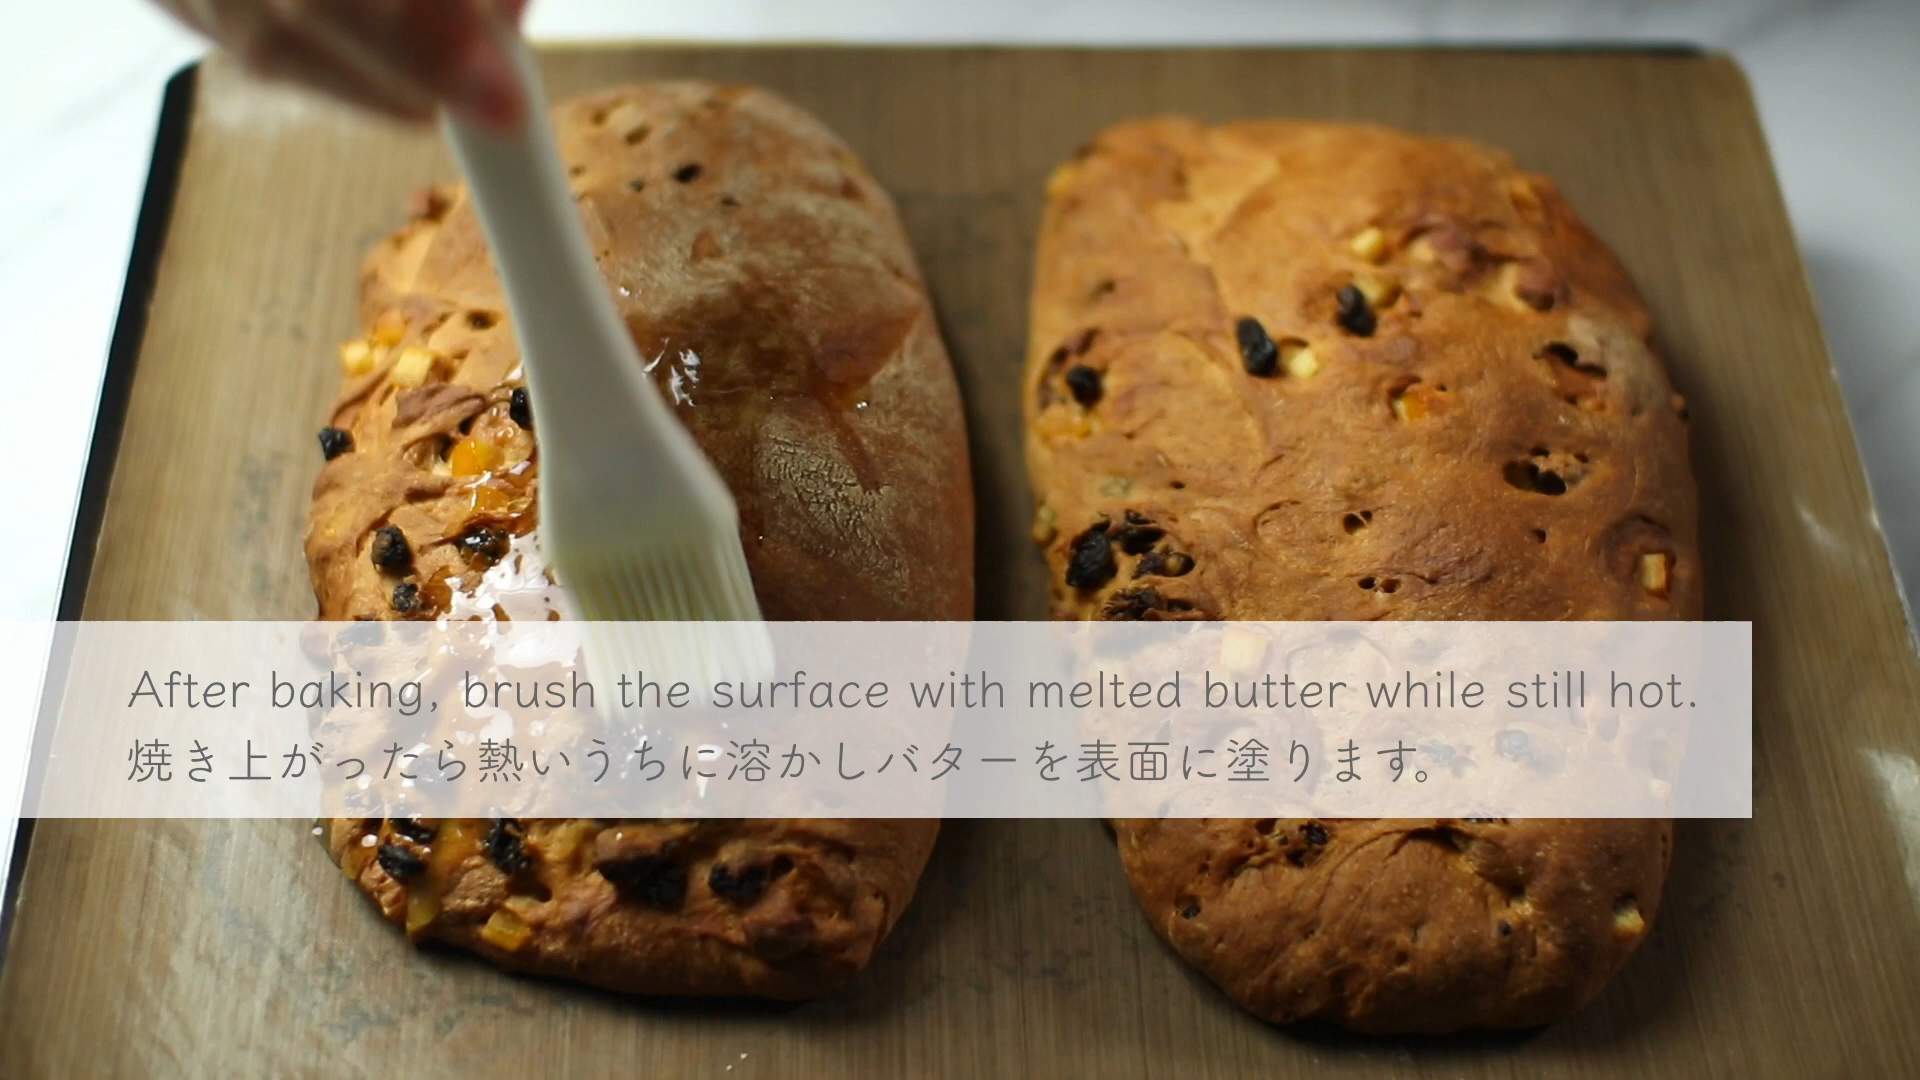 After baking, brush the surface with melted butter while still hot.
焼き上がったら熱いうちに溶かしバターを表面に塗ります。